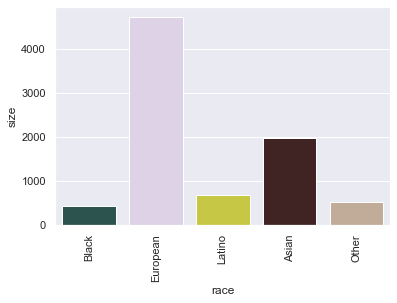 4000
3000
2000
1000
0
size
Black
European
Latino
Asian
Other
race